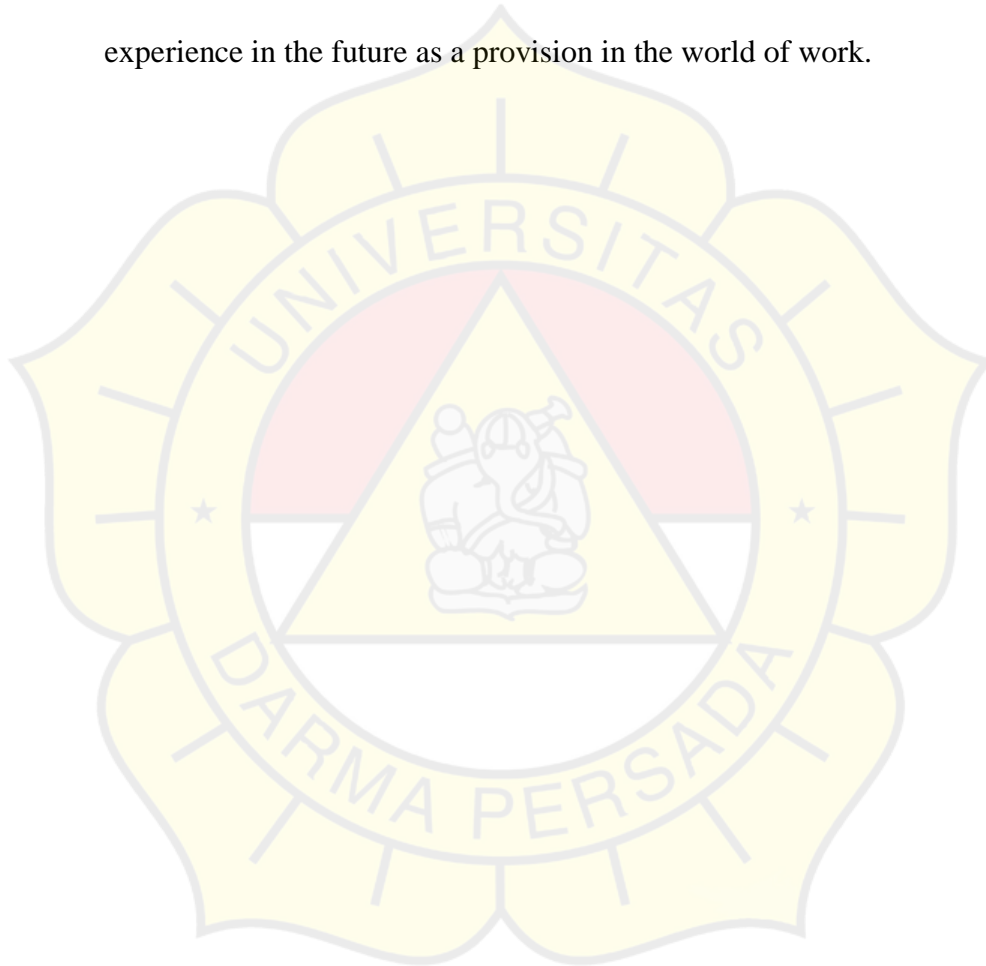 experience in the future as a provision in the world of work.
UNIVERSITAS
DARMA PERSADA